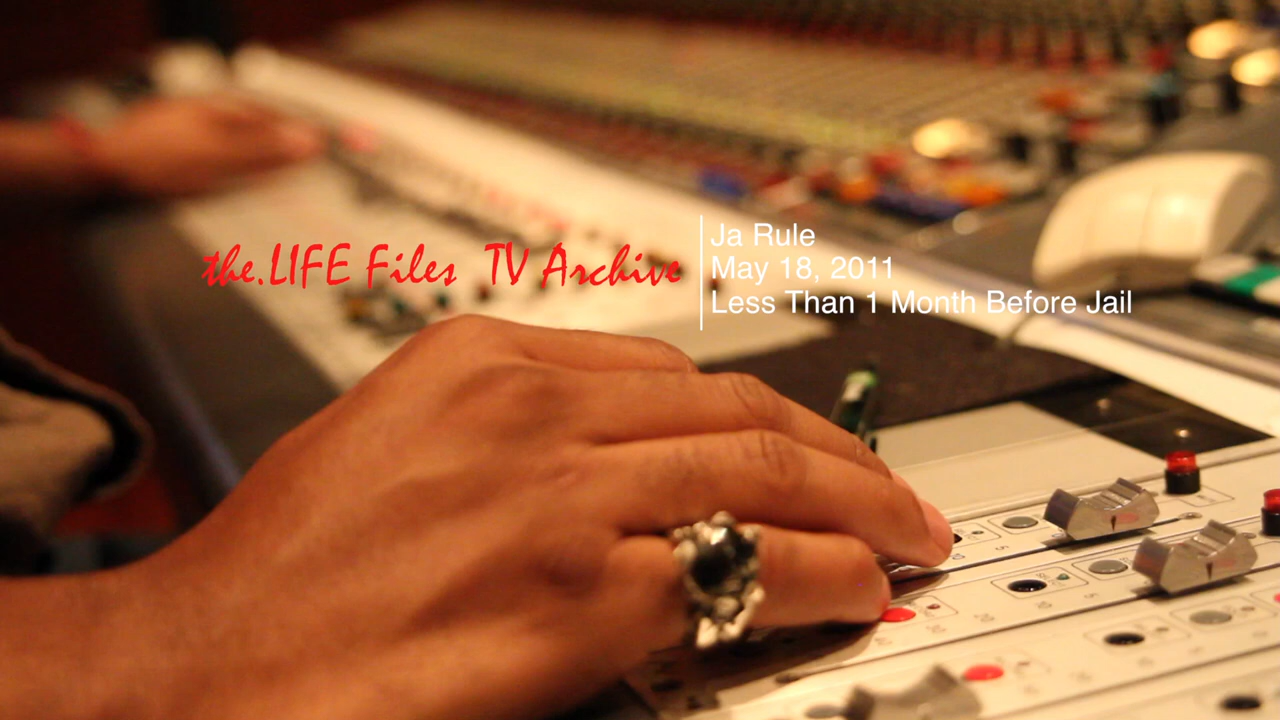 the.LIFE Files TV Archive
Ja Rule
May 18, 2011
Less Than 1 Month Before Jail